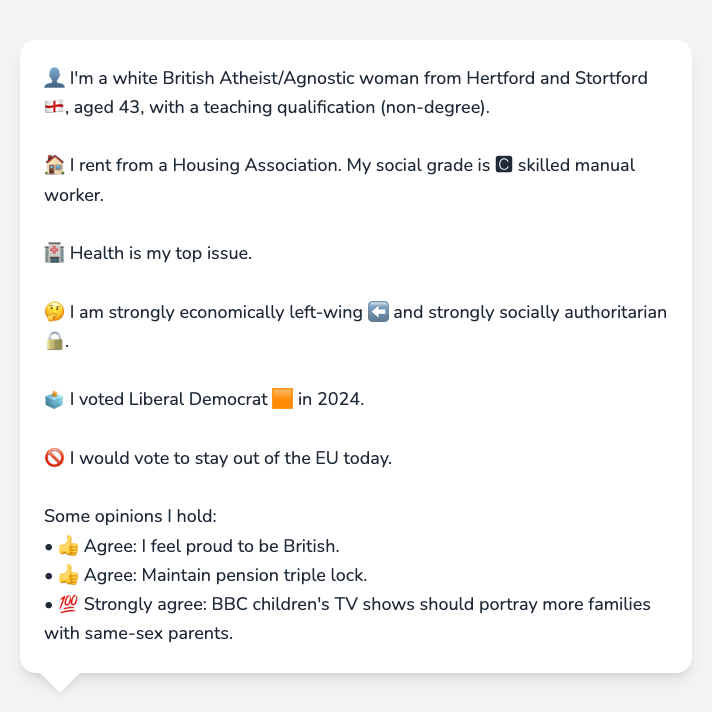 👤 I'm a white British Atheist/Agnostic woman from Hertford and Stortford
🏴󠁧󠁢󠁥󠁮󠁧󠁿, aged 43, with a teaching qualification (non-degree).
🏠 I rent from a Housing Association. My social grade is 🅲 skilled manual
worker.
🏥 Health is my top issue.
🤔 I am strongly economically left-wing ⬅️ and strongly socially authoritarian
🔒.
🗳️ I voted Liberal Democrat 🟧 in 2024.
🚫 I would vote to stay out of the EU today.
Some opinions I hold:
• 👍 Agree: I feel proud to be British.
• 👍 Agree: Maintain pension triple lock.
• 💯 Strongly agree: BBC children's TV shows should portray more families
with same-sex parents.